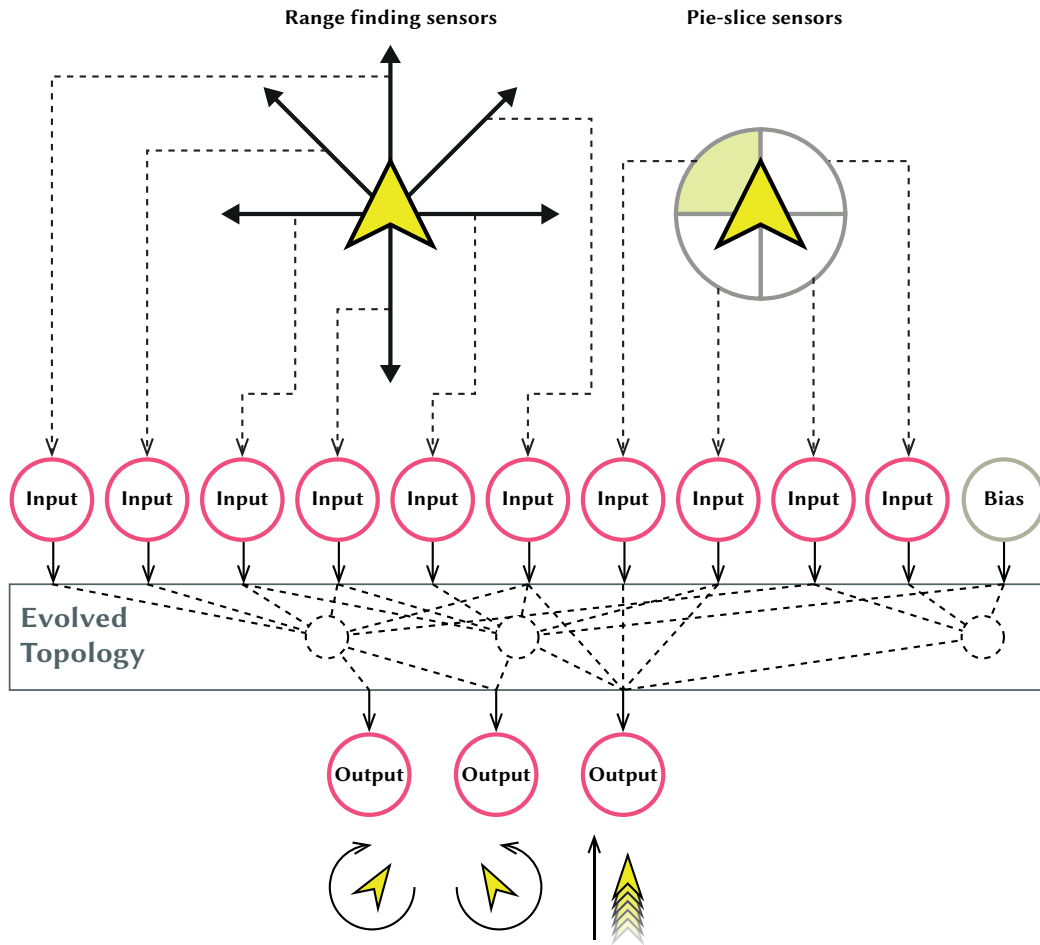 Range finding sensors
Pie-slice sensors
Input
Input
Input
Input
Input
Input
Input
Input
Input
Input
Bias
Evolved
Topology
Output
Output
Output